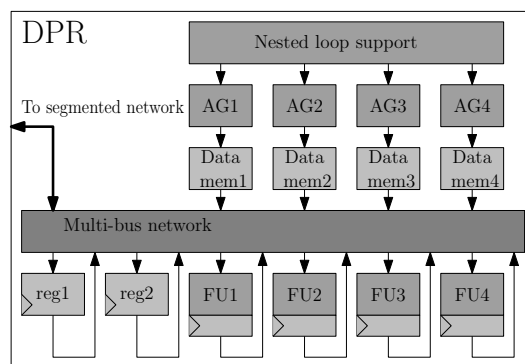 DPR
Nested loop support
To segmented network
AG1
AG2
AG3
AG4
Data
mem1
Data
mem2
Data
mem3
Data
mem4
Multi-bus network
reg1
reg2
FU1
FU2
FU3
FU4